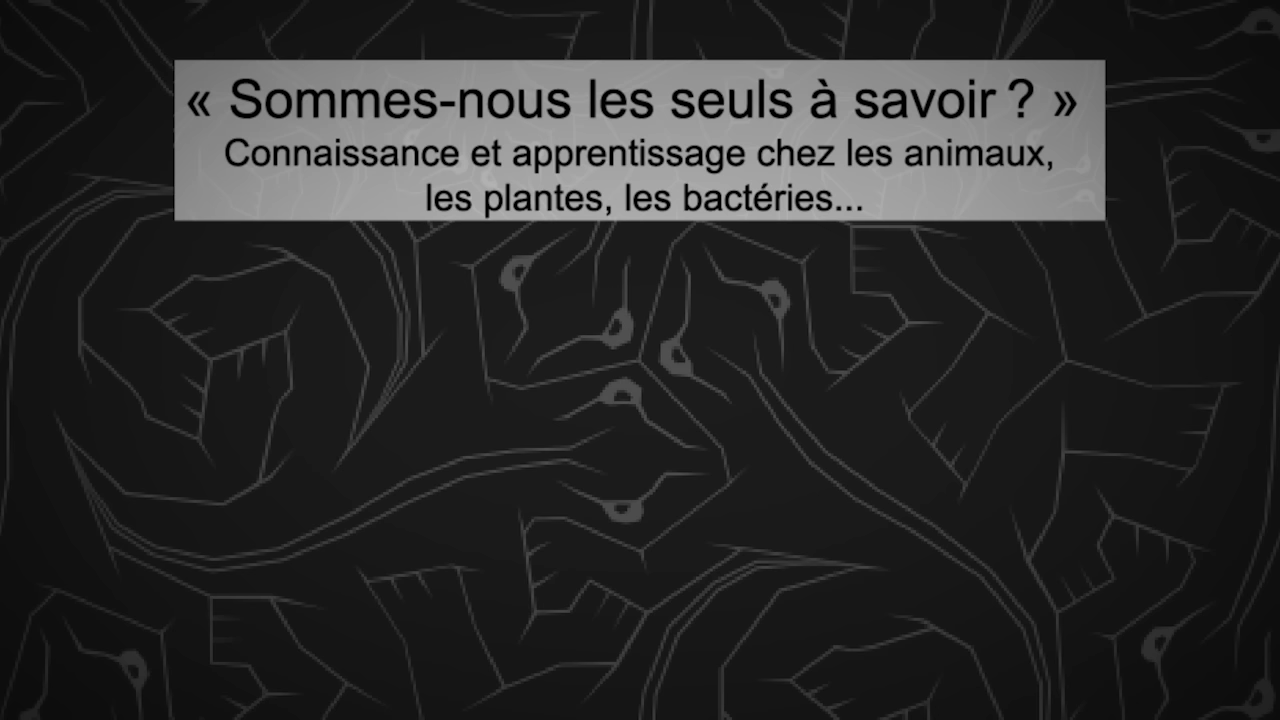 « Sommes-nous les seuls à savoir ? »
Connaissance et apprentissage chez les animaux,
les plantes, les bactéries...